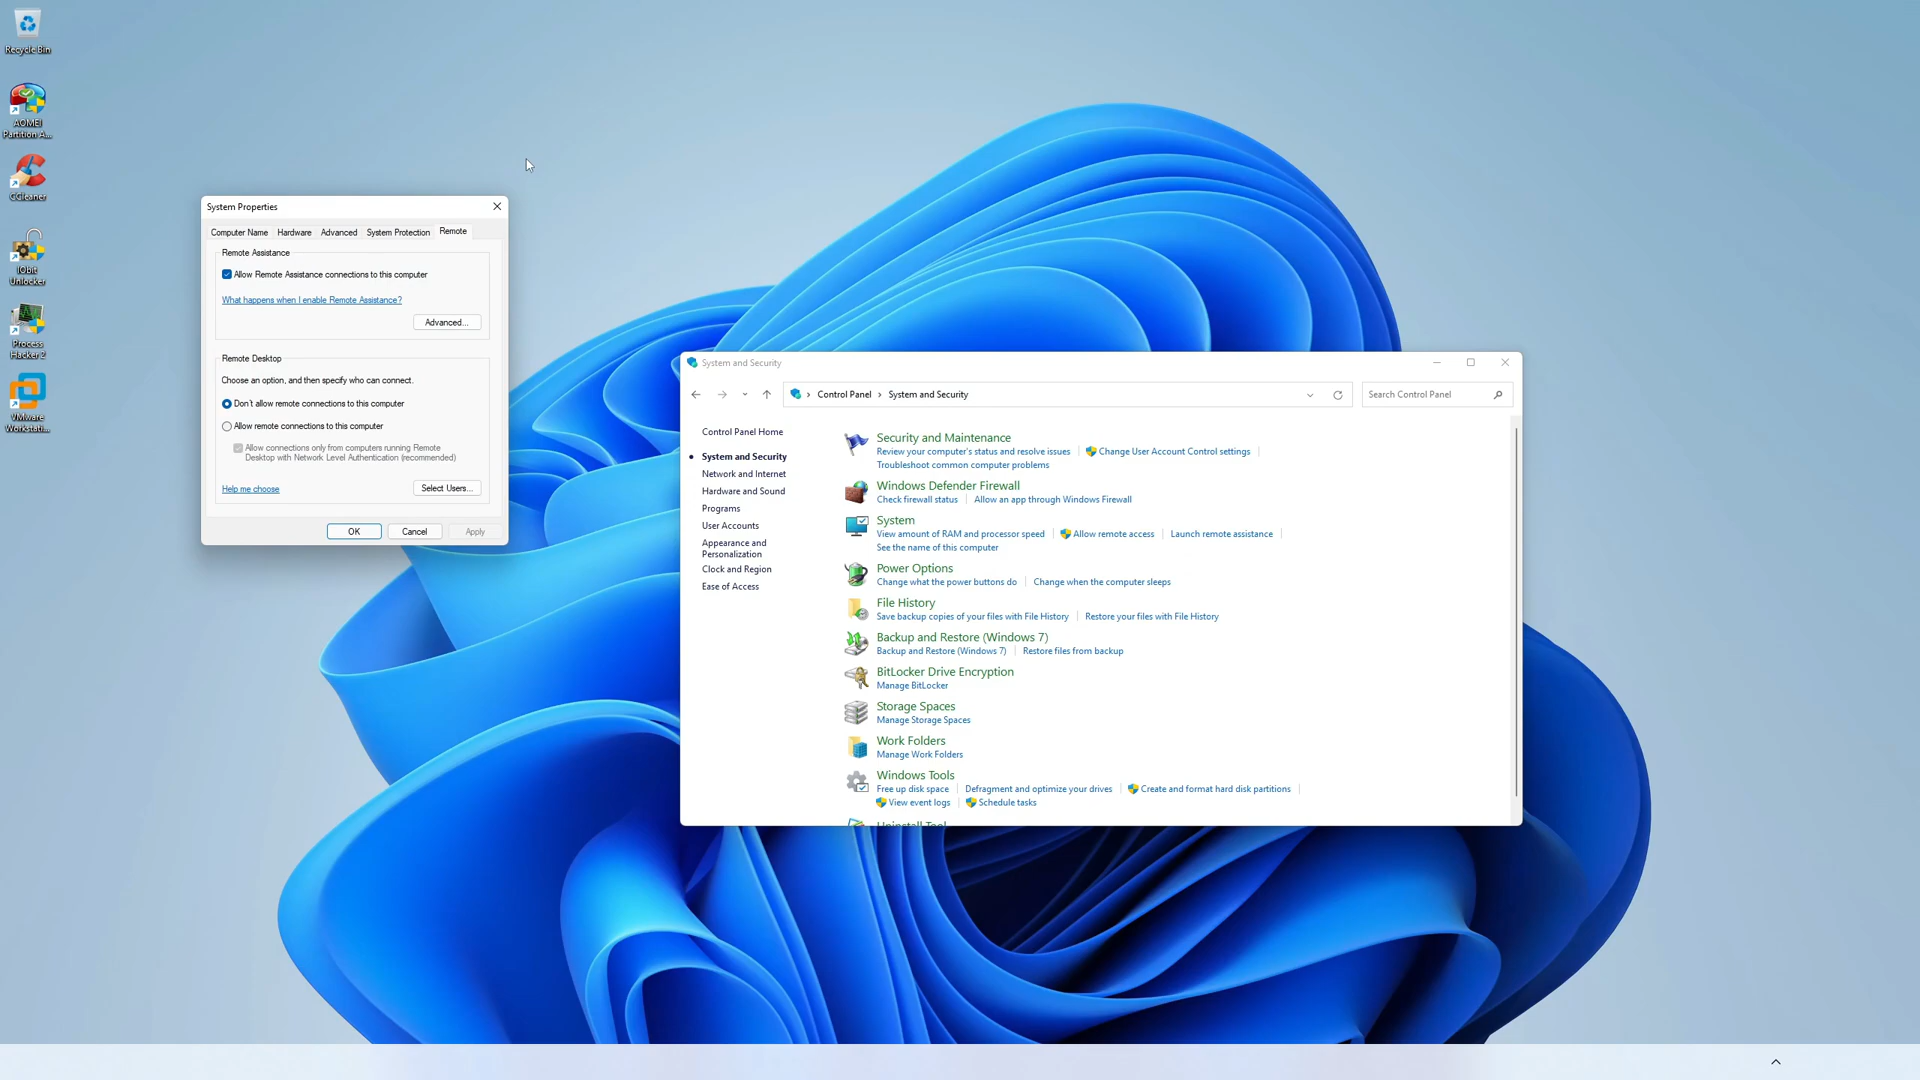 Recycle Bin
AOMEI
Partition A...
CCleaner
IObit
Unlocker
Process
Hacker 2
VMware
Workstati...
System Properties
Computer Name Hardware Advanced System Protection Remote
Remote Assistance
Allow Remote Assistance connections to this computer
What happens when I enable Remote Assistance?
Advanced...
Remote Desktop
Choose an option, and then specify who can connect.
Don't allow remote connections to this computer
Allow remote connections to this computer
Allow connections only from computers running Remote
Desktop with Network Level Authentication (recommended)
Help me choose Select Users...
OK Cancel Apply
System and Security
Control Panel System and Security Search Control Panel
Control Panel Home
System and Security
Network and Internet
Hardware and Sound
Programs
User Accounts
Appearance and
Personalization
Clock and Region
Ease of Access
Security and Maintenance
Review your computer's status and resolve issues Change User Account Control settings
Troubleshoot common computer problems
Windows Defender Firewall
Check firewall status Allow an app through Windows Firewall
System
View amount of RAM and processor speed Allow remote access Launch remote assistance
See the name of this computer
Power Options
Change what the power buttons do Change when the computer sleeps
File History
Save backup copies of your files with File History Restore your files with File History
Backup and Restore (Windows 7)
Backup and Restore (Windows 7) Restore files from backup
BitLocker Drive Encryption
Manage BitLocker
Storage Spaces
Manage Storage Spaces
Work Folders
Manage Work Folders
Windows Tools
Free up disk space Defragment and optimize your drives Create and format hard disk partitions
View event logs Schedule tasks
Uninstall Tool